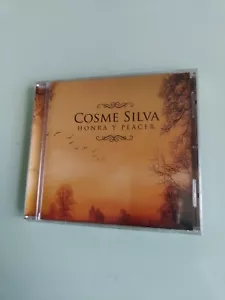 COSME SILVA
HONRA Y PLACER